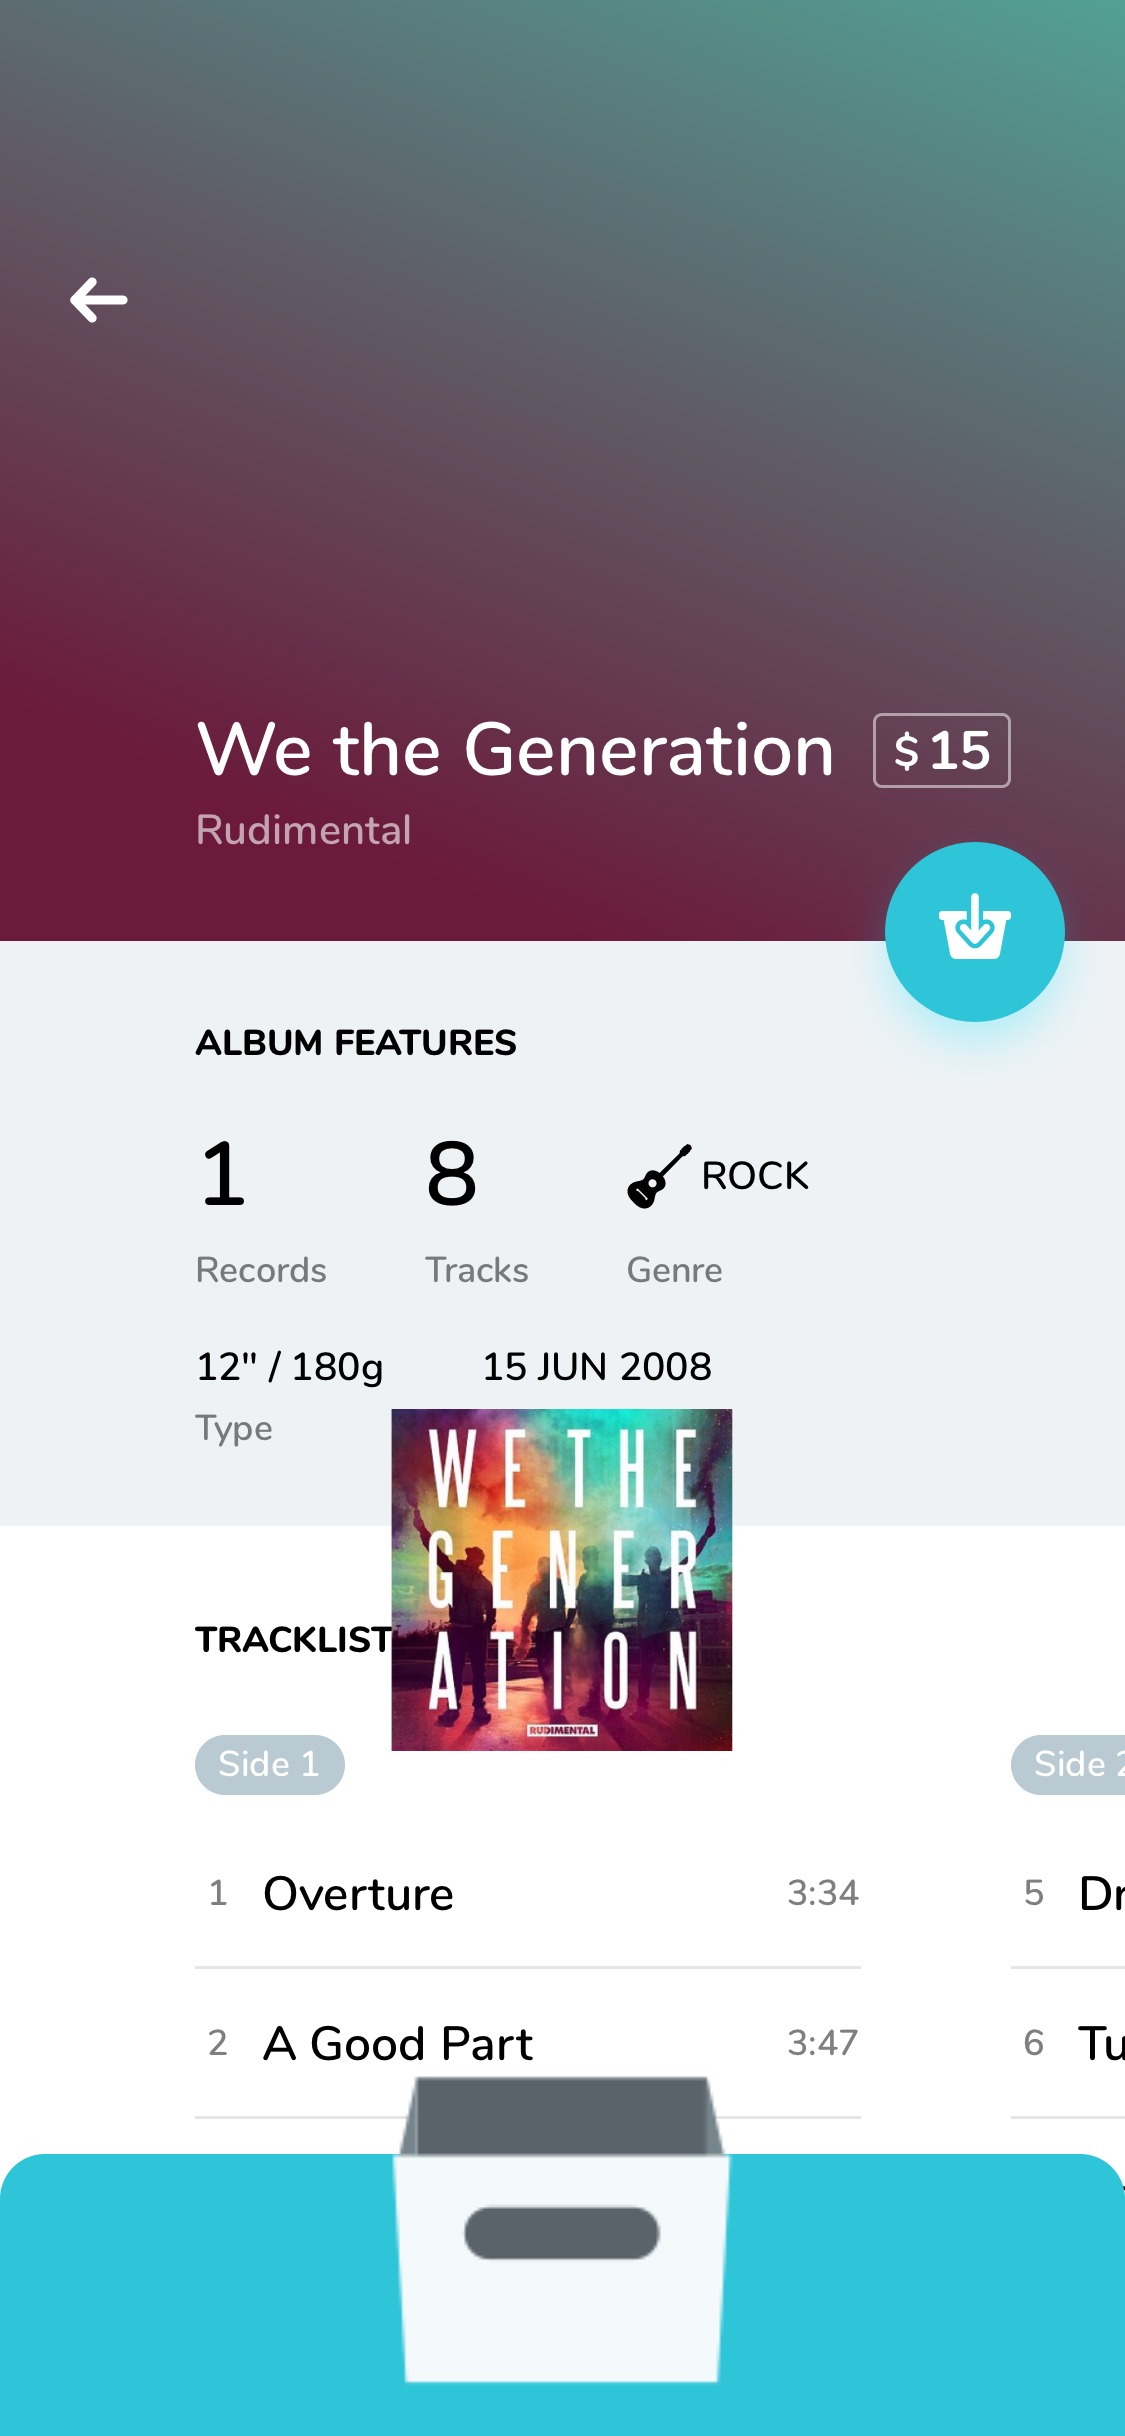 We the Generation
$ 15
Rudimental
ALBUM FEATURES
1
8
ROCK
Records
Tracks
Genre
12" / 180g
15 JUN 2008
Type
WE THE
GENER
ATION
RUDIMENTAL
TRACKLIST
Side 1
Side 2
1 Overture 3:34
5 Dr
2 A Good Part 3:47
6 Tu